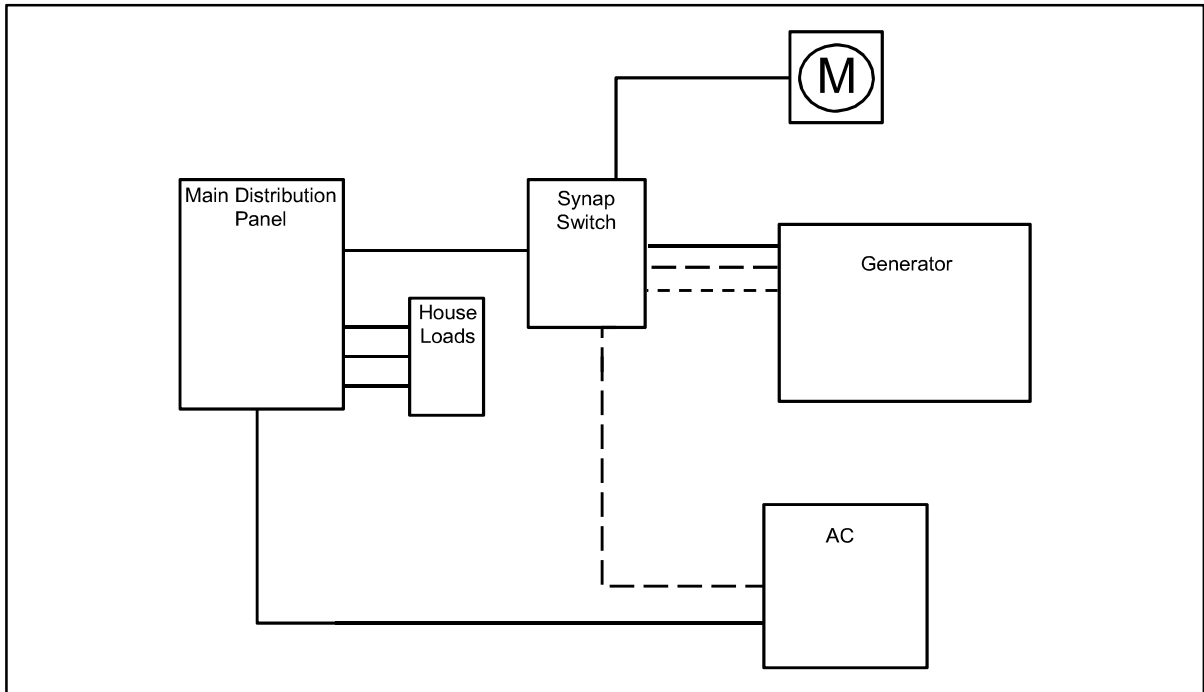 M
Main Distribution
Panel
Synap
Switch
Generator
House
Loads
AC